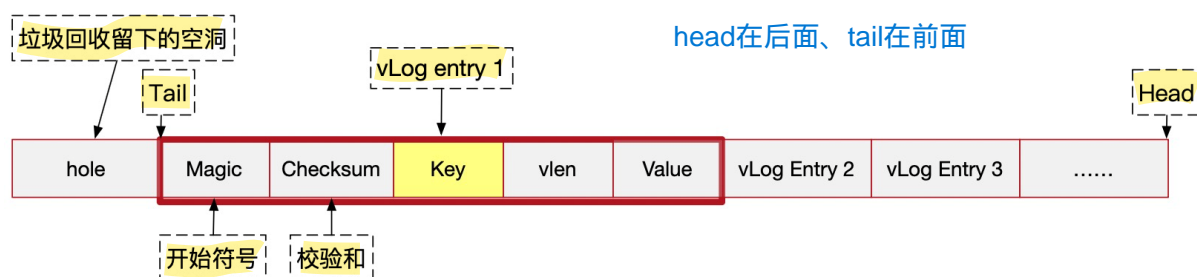 垃圾回收留下的空洞
head在后面、tail在前面
vLog entry 1
Tail
Head
hole
Magic
Checksum
Key
vlen
Value
vLog Entry 2
vLog Entry 3
……
开始符号
校验和